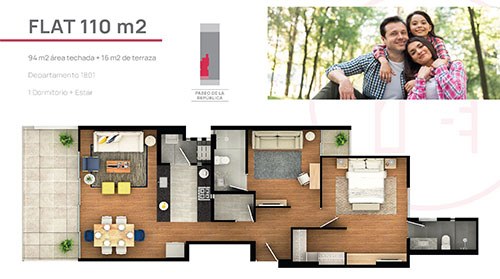 FLAT 110 m2
94 m2 área techada + 16 m2 de terraza
Departamento 1801
1 Dormitorio + Estar
PASEO DE LA
REPÚBLICA